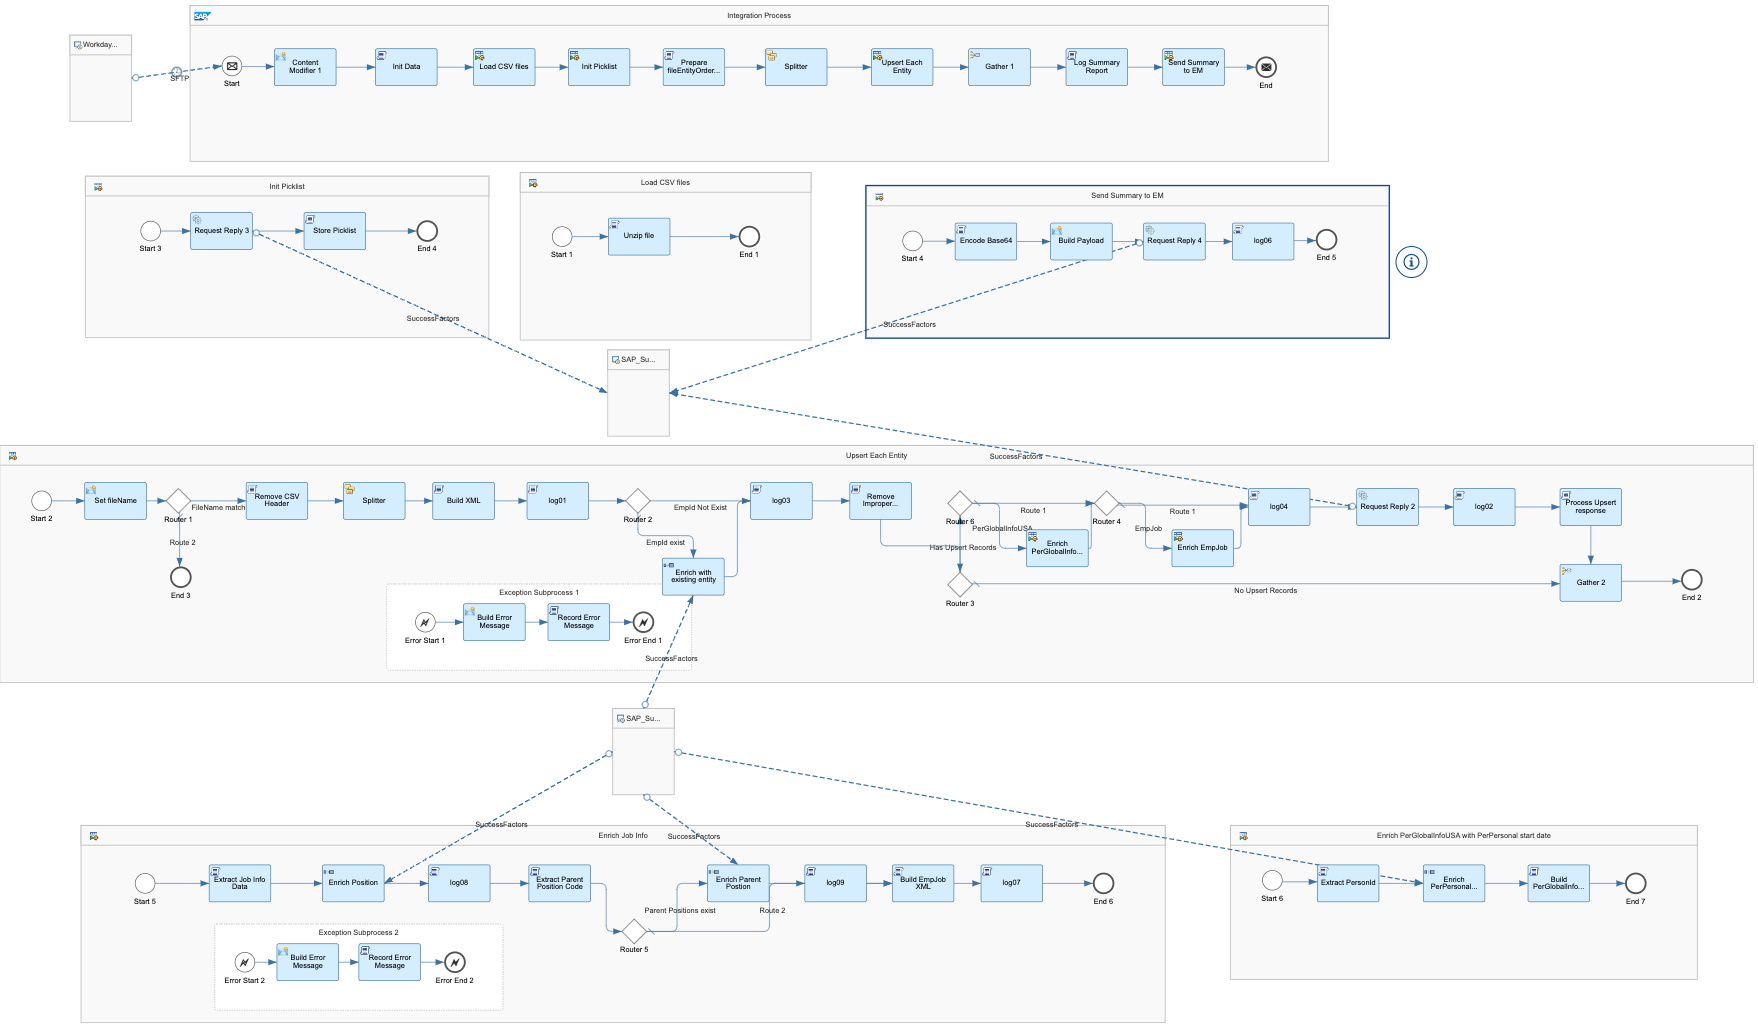 Integration Process
SAP
Workday...
SFTP
Start
Content
Modifier 1
Init Data
Load CSV files
Init Picklist
Prepare
fileEntityOrder...
Splitter
Upsert Each
Entity
Gather 1
Log Summary
Report
Send Summary
to EM
End
Init Picklist
Start 3
Request Reply 3
Store Picklist
End 4
SuccessFactors
Load CSV files
Start 1
Unzip file
End 1
Send Summary to EM
Start 4
Encode Base64
Build Payload
Request Reply 4
log06
End 5
SuccessFactors
SAP_Su...
Upsert Each Entity
SuccessFactors
Start 2
Set fileName
Router 1
FileName match
Route 2
End 3
Remove CSV
Header
Splitter
Build XML
log01
Router 2
EmpId Not Exist
EmpId exist
Enrich with
existing entity
log03
Remove
Improper...
Router 6
Route 1
PerGlobalInfoUSA
Has Upsert Records
Enrich
PerGlobalInfo...
Router 4
Route 1
EmpJob
Enrich EmpJob
log04
Request Reply 2
log02
Process Upsert
response
Router 3
No Upsert Records
Gather 2
End 2
Exception Subprocess 1
Error Start 1
Build Error
Message
Record Error
Message
Error End 1
SuccessFactors
SAP_Su...
SuccessFactors
SuccessFactors
SuccessFactors
Enrich Job Info
Start 5
Extract Job Info
Data
Enrich Position
log08
Extract Parent
Position Code
Router 5
Parent Positions exist
Route 2
Enrich Parent
Postion
log09
Build EmpJob
XML
log07
End 6
Exception Subprocess 2
Error Start 2
Build Error
Message
Record Error
Message
Error End 2
Enrich PerGlobalInfoUSA with PerPersonal start date
Start 6
Extract PersonId
Enrich
PerPersonal...
Build
PerGlobalInfo...
End 7